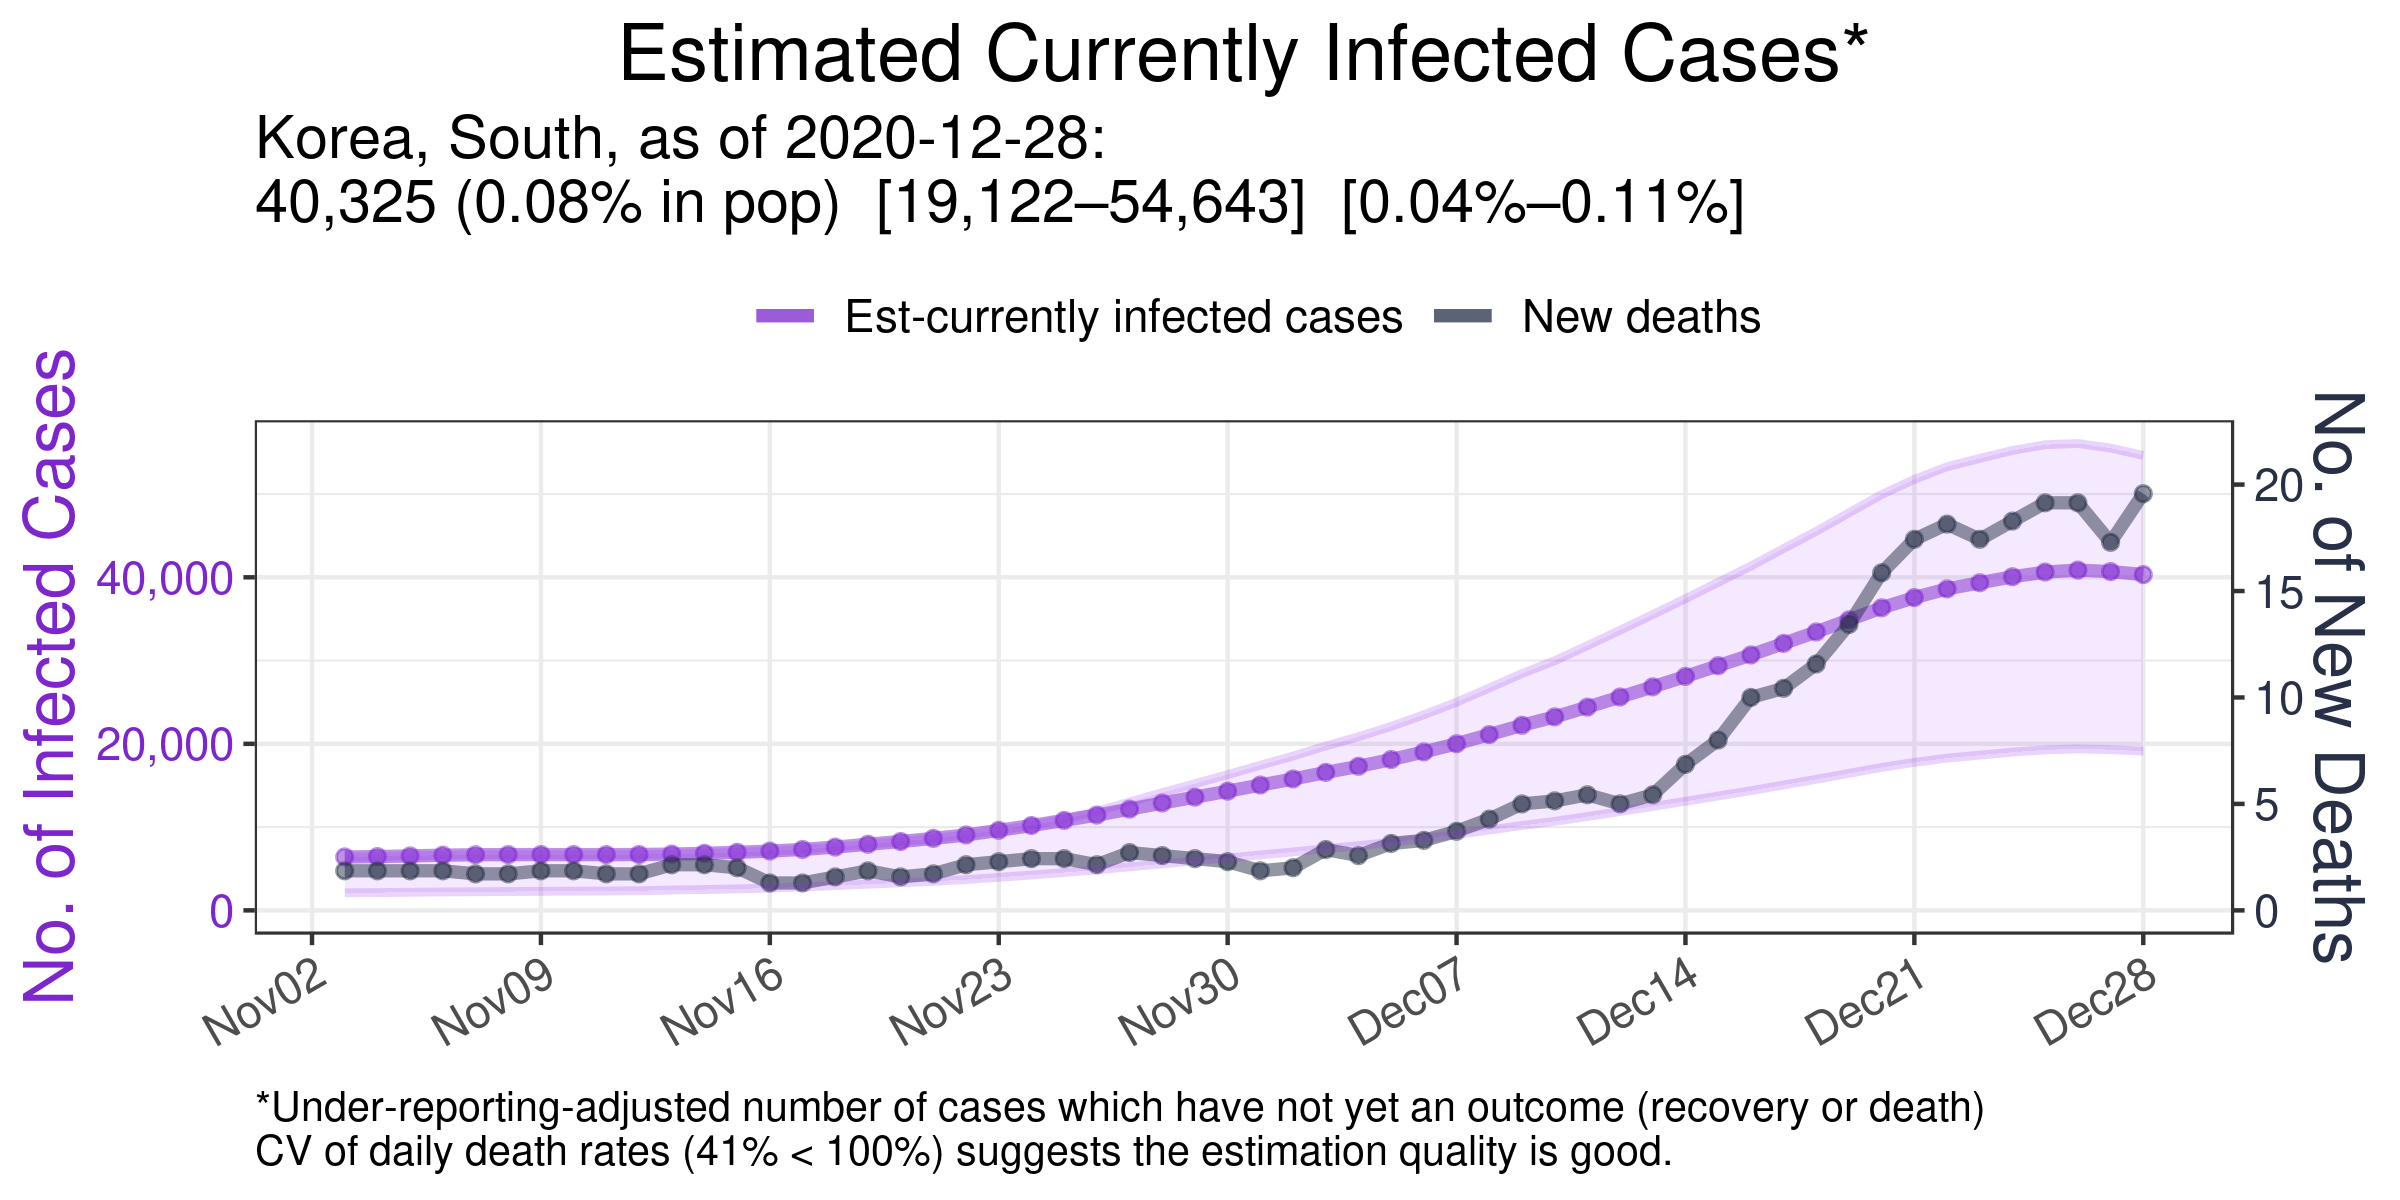 Estimated Currently Infected Cases*
Korea, South, as of 2020-12-28:
40,325 (0.08% in pop)  [19,122–54,643]  [0.04%–0.11%]
Est-currently infected cases
New deaths
No. of Infected Cases
40,000
20,000
0
No. of New Deaths
20
15
10
5
0
Nov02
Nov09
Nov16
Nov23
Nov30
Dec07
Dec14
Dec21
Dec28
*Under-reporting-adjusted number of cases which have not yet an outcome (recovery or death)
CV of daily death rates (41% < 100%) suggests the estimation quality is good.